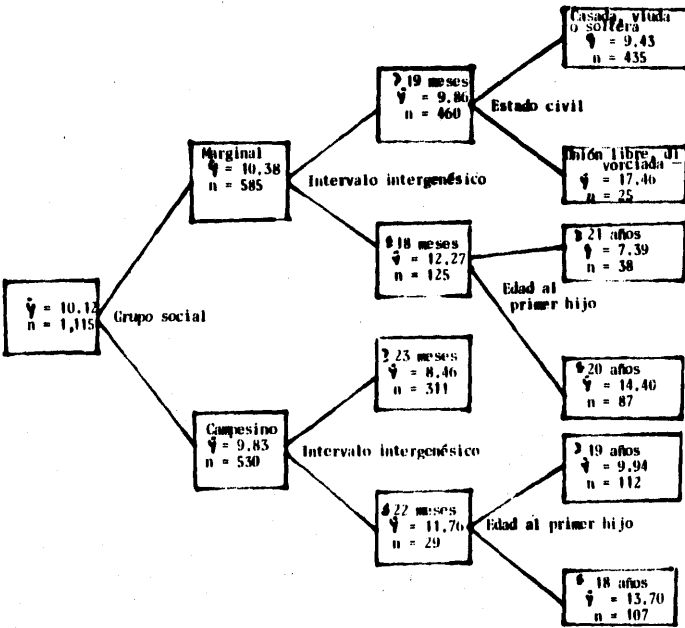 Casada, viuda
o soltera
ŷ = 9.43
n = 435
≥ 19 meses
ŷ = 9.86
n = 460
Estado civil
Unión libre, di
vorciada
ŷ = 17.46
n = 25
Marginal
ŷ = 10.38
n = 585
Intervalo intergenésico
≤ 18 meses
ŷ = 12.27
n = 125
≥ 21 años
ŷ = 7.39
n = 38
Edad al
primer hijo
≤ 20 años
ŷ = 14.40
n = 87
ŷ = 10.12
n = 1,115
Grupo social
≥ 23 meses
ŷ = 8.46
n = 311
Campesino
ŷ = 9.83
n = 530
Intervalo intergenésico
≥ 19 años
ŷ = 9.94
n = 112
≤ 22 meses
ŷ = 11.76
n = 29
Edad al primer hijo
≤ 18 años
ŷ = 13.70
n = 107